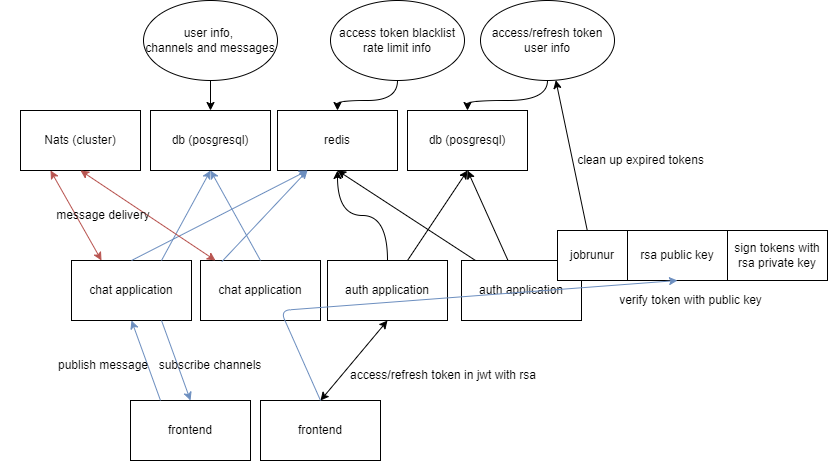 user info,
channels and messages
access token blacklist
rate limit info
access/refresh token
user info
Nats (cluster)
db (posgresql)
redis
db (posgresql)
clean up expired tokens
message delivery
jobrunur
rsa public key
sign tokens with
rsa private key
chat application
chat application
auth application
auth application
verify token with public key
publish message
subscribe channels
access/refresh token in jwt with rsa
frontend
frontend